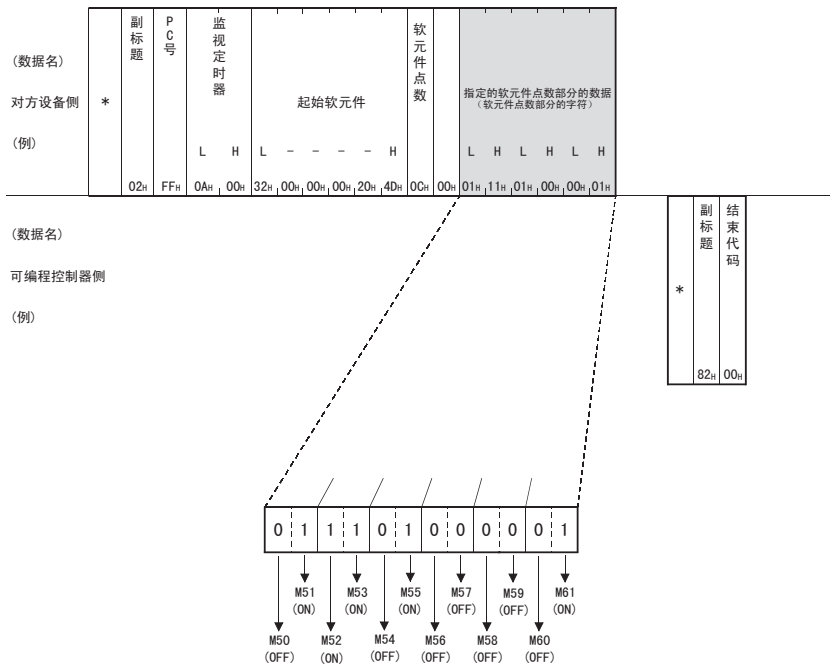 副标题
PC号
监视定时器
软元件点数
(数据名)
对方设备侧
(例)
*
起始软元件
指定的软元件点数部分的数据
(软元件点数部分的字符)
L H L - - - - H L H L H L H
02H FFH 0AH 00H 32H 00H 00H 00H 20H 4DH 0CH 00H 01H 11H 01H 00H 00H 01H
(数据名)
可编程控制器侧
(例)
*
副标题
结束代码
82H 00H
0 1 1 1 0 1 0 0 0 0 0 1
M51 M53 M55 M57 M59 M61
(ON) (ON) (ON) (OFF) (OFF) (ON)
M50 M52 M54 M56 M58 M60
(OFF) (ON) (OFF) (OFF) (OFF) (OFF)